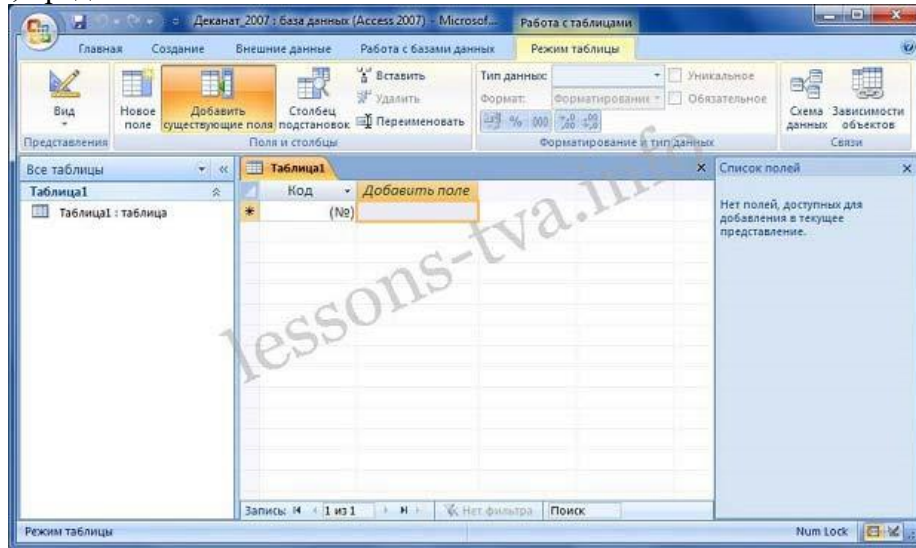 Деканат_2007 : база данных (Access 2007) - Microsof...
Работа с таблицами
Главная Создание Внешние данные Работа с базами данных Режим таблицы
Вид
Новое поле
Добавить существующие поля
Столбец подстановок
Вставить
Удалить
Переименовать
Тип данных:
Формат: Форматирование
% 000
Уникальное
Обязательное
Схема данных
Зависимости объектов
Представления Поля и столбцы Форматирование и тип данных Связи
Все таблицы
Таблица1
Таблица1 : таблица
Таблица1
Код Добавить поле
(№)
Список полей
Нет полей, доступных для
добавления в текущее
представление.
lessons-tva.info
Запись: 1 из 1 Нет фильтра Поиск
Режим таблицы Num Lock